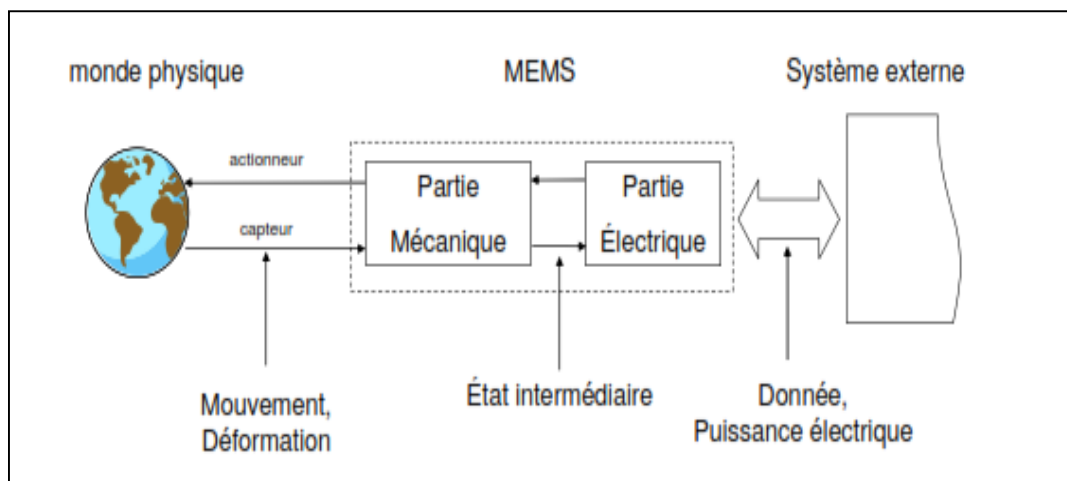 monde physique
MEMS
Système externe
actionneur
capteur
Partie
Mécanique
Partie
Électrique
Mouvement,
Déformation
État intermédiaire
Donnée,
Puissance électrique